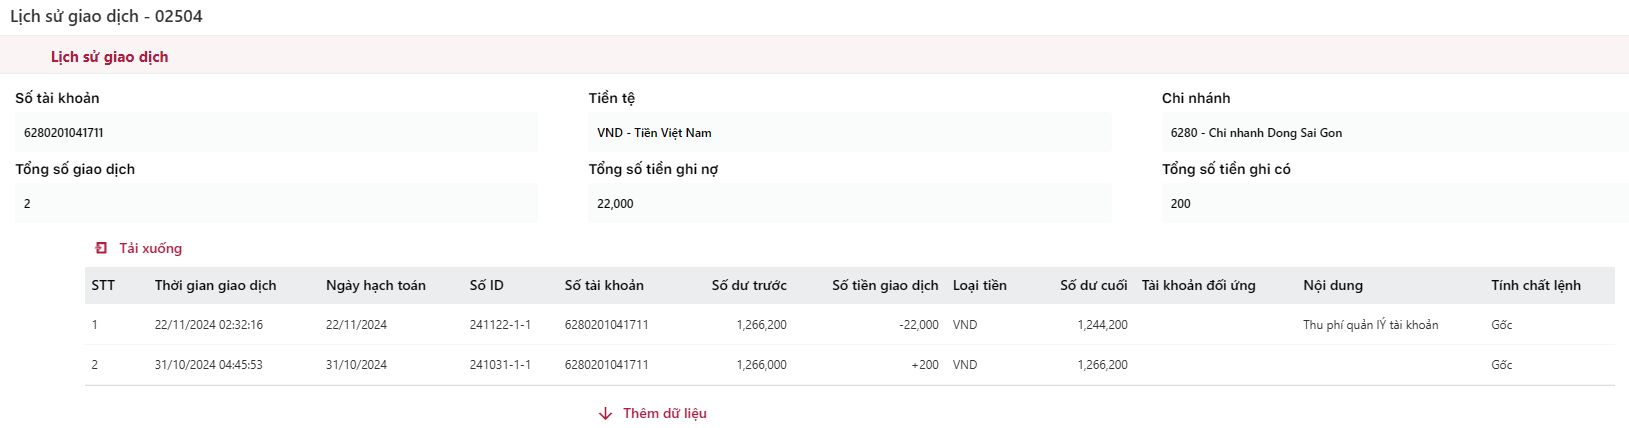 Lịch sử giao dịch - 02504
Lịch sử giao dịch
Số tài khoản Tiền tệ Chi nhánh
6280201041711 VND - Tiền Việt Nam 6280 - Chi nhanh Dong Sai Gon
Tổng số giao dịch Tổng số tiền ghi nợ Tổng số tiền ghi có
2 22,000 200
Tải xuống
STT Thời gian giao dịch Ngày hạch toán Số ID Số tài khoản Số dư trước Số tiền giao dịch Loại tiền Số dư cuối Tài khoản đối ứng Nội dung Tính chất lệnh
1 22/11/2024 02:32:16 22/11/2024 241122-1-1 6280201041711 1,266,200 -22,000 VND 1,244,200 Thu phí quản lÝ tài khoản Gốc
2 31/10/2024 04:45:53 31/10/2024 241031-1-1 6280201041711 1,266,000 +200 VND 1,266,200 Gốc
Thêm dữ liệu